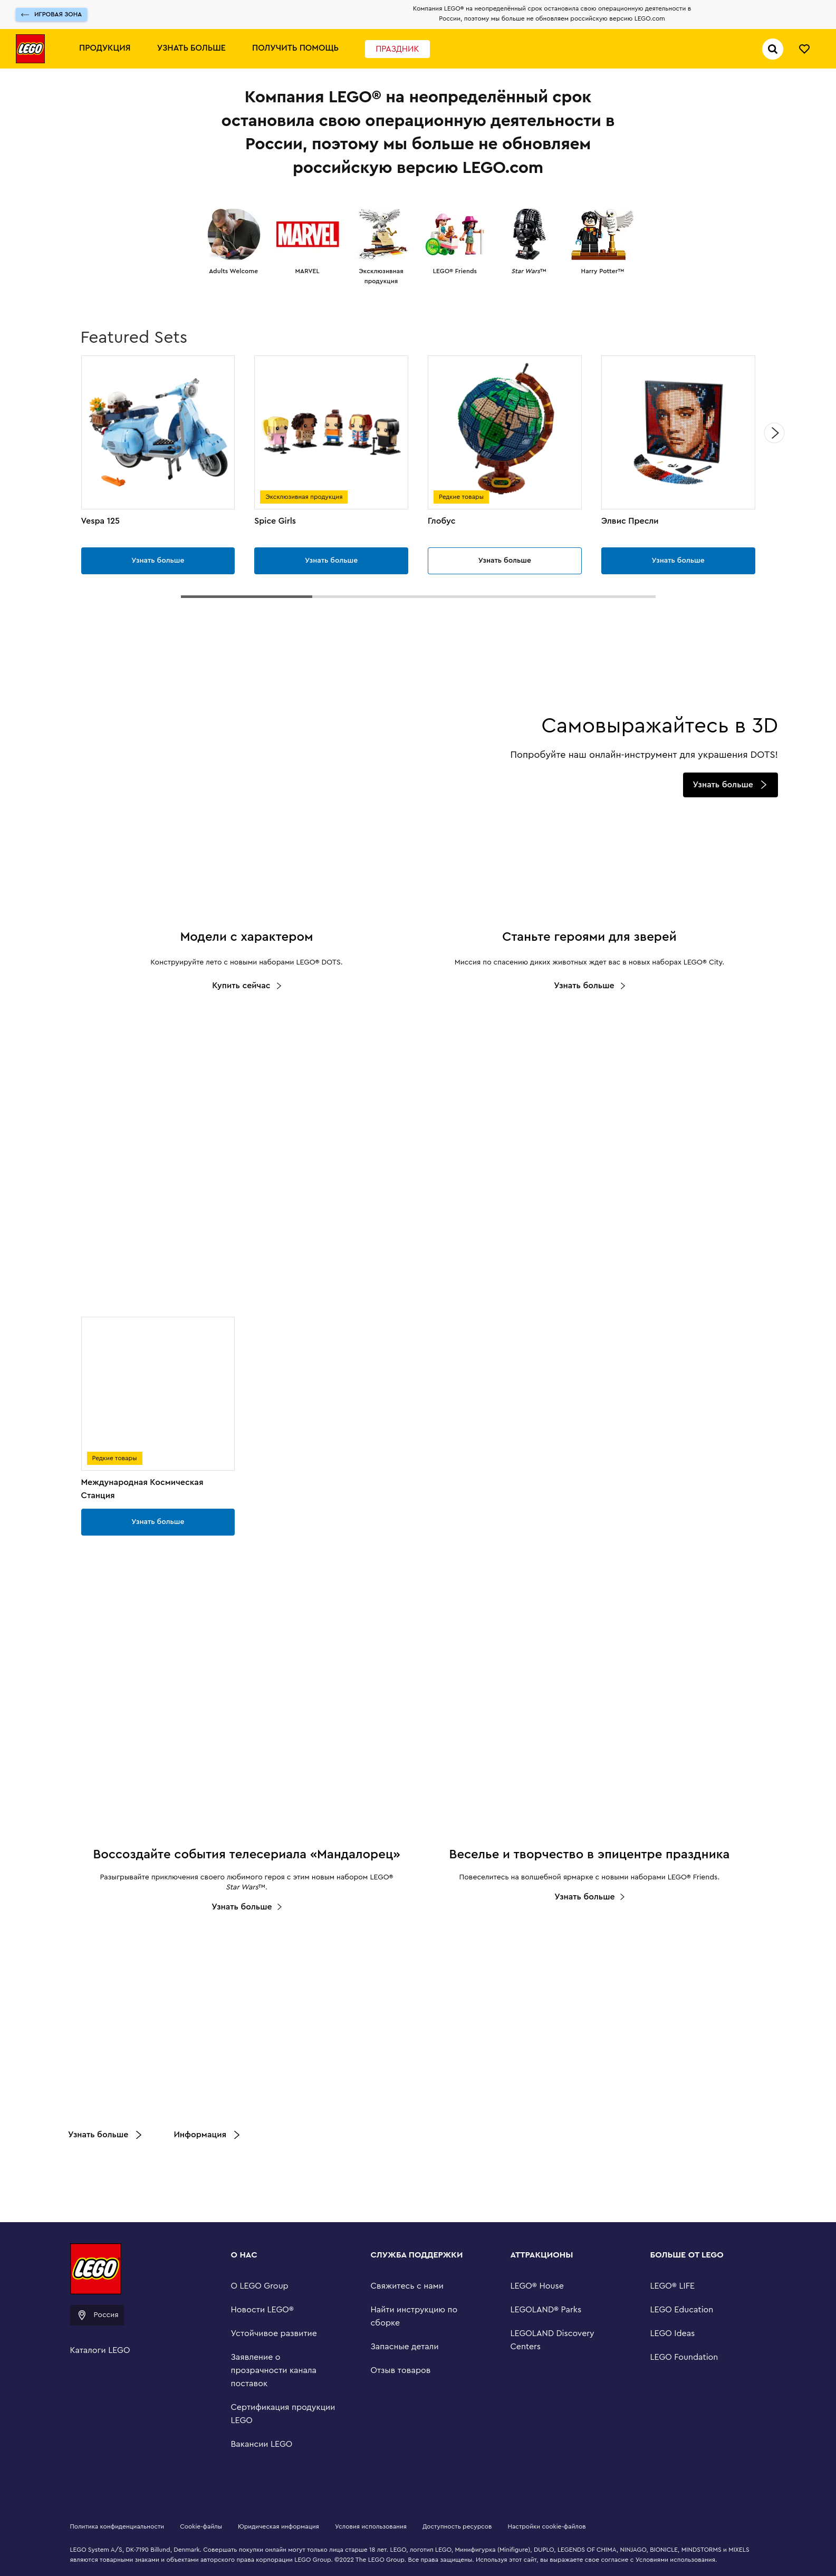 ИГРОВАЯ ЗОНА
Компания LEGO® на неопределённый срок остановила свою операционную деятельности в
России, поэтому мы больше не обновляем российскую версию LEGO.com
LEGO
ПРОДУКЦИЯ
УЗНАТЬ БОЛЬШЕ
ПОЛУЧИТЬ ПОМОЩЬ
ПРАЗДНИК
Компания LEGO® на неопределённый срок
остановила свою операционную деятельности в
России, поэтому мы больше не обновляем
российскую версию LEGO.com
MARVEL
Adults Welcome
MARVEL
Эксклюзивная
продукция
LEGO® Friends
Star Wars™
Harry Potter™
Featured Sets
Эксклюзивная продукция
Редкие товары
Vespa 125
Spice Girls
Глобус
Элвис Пресли
Узнать больше
Узнать больше
Узнать больше
Узнать больше
Самовыражайтесь в 3D
Попробуйте наш онлайн-инструмент для украшения DOTS!
Узнать больше
Модели с характером
Конструируйте лето с новыми наборами LEGO® DOTS.
Купить сейчас
Станьте героями для зверей
Миссия по спасению диких животных ждет вас в новых наборах LEGO® City.
Узнать больше
Редкие товары
Международная Космическая
Станция
Узнать больше
Воссоздайте события телесериала «Мандалорец»
Разыгрывайте приключения своего любимого героя с этим новым набором LEGO®
Star Wars™.
Узнать больше
Веселье и творчество в эпицентре праздника
Повеселитесь на волшебной ярмарке с новыми наборами LEGO® Friends.
Узнать больше
Узнать больше
Информация
LEGO
Россия
Каталоги LEGO
О НАС
О LEGO Group
Новости LEGO®
Устойчивое развитие
Заявление о
прозрачности канала
поставок
Сертификация продукции
LEGO
Вакансии LEGO
СЛУЖБА ПОДДЕРЖКИ
Свяжитесь с нами
Найти инструкцию по
сборке
Запасные детали
Отзыв товаров
АТТРАКЦИОНЫ
LEGO® House
LEGOLAND® Parks
LEGOLAND Discovery
Centers
БОЛЬШЕ ОТ LEGO
LEGO® LIFE
LEGO Education
LEGO Ideas
LEGO Foundation
Политика конфиденциальности
Cookie-файлы
Юридическая информация
Условия использования
Доступность ресурсов
Настройки cookie-файлов
LEGO System A/S, DK-7190 Billund, Denmark. Совершать покупки онлайн могут только лица старше 18 лет. LEGO, логотип LEGO, Минифигурка (Minifigure), DUPLO, LEGENDS OF CHIMA, NINJAGO, BIONICLE, MINDSTORMS и MIXELS
являются товарными знаками и объектами авторского права корпорации LEGO Group. ©2022 The LEGO Group. Все права защищены. Используя этот сайт, вы выражаете свое согласие с Условиями использования.